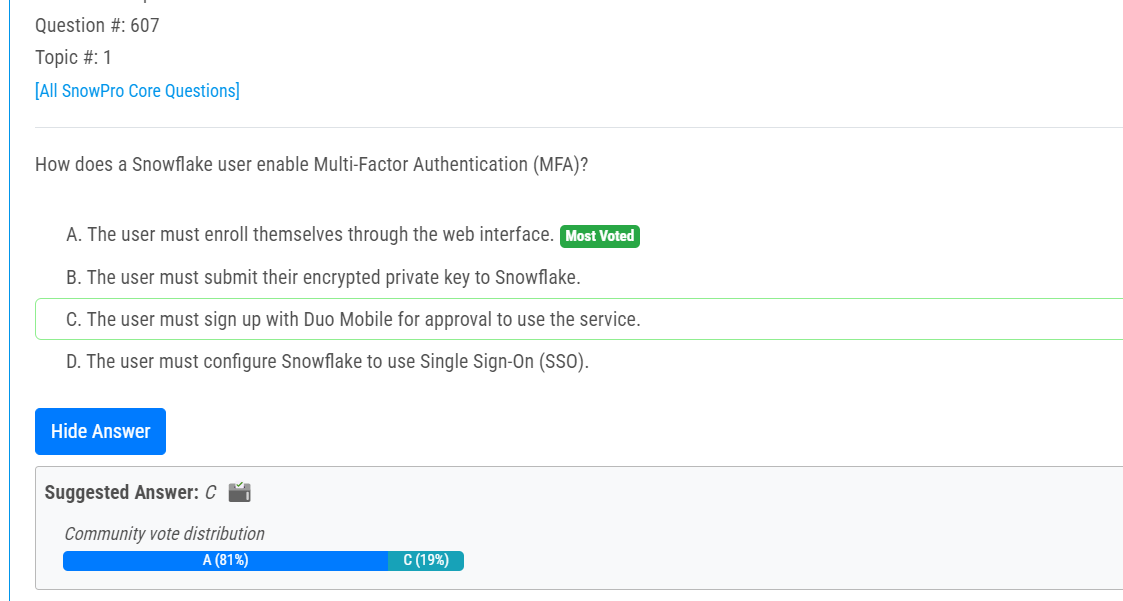 Question #: 607
Topic #: 1
[All SnowPro Core Questions]
How does a Snowflake user enable Multi-Factor Authentication (MFA)?
A. The user must enroll themselves through the web interface. Most Voted
B. The user must submit their encrypted private key to Snowflake.
C. The user must sign up with Duo Mobile for approval to use the service.
D. The user must configure Snowflake to use Single Sign-On (SSO).
Hide Answer
Suggested Answer: C
Community vote distribution
A (81%) C (19%)